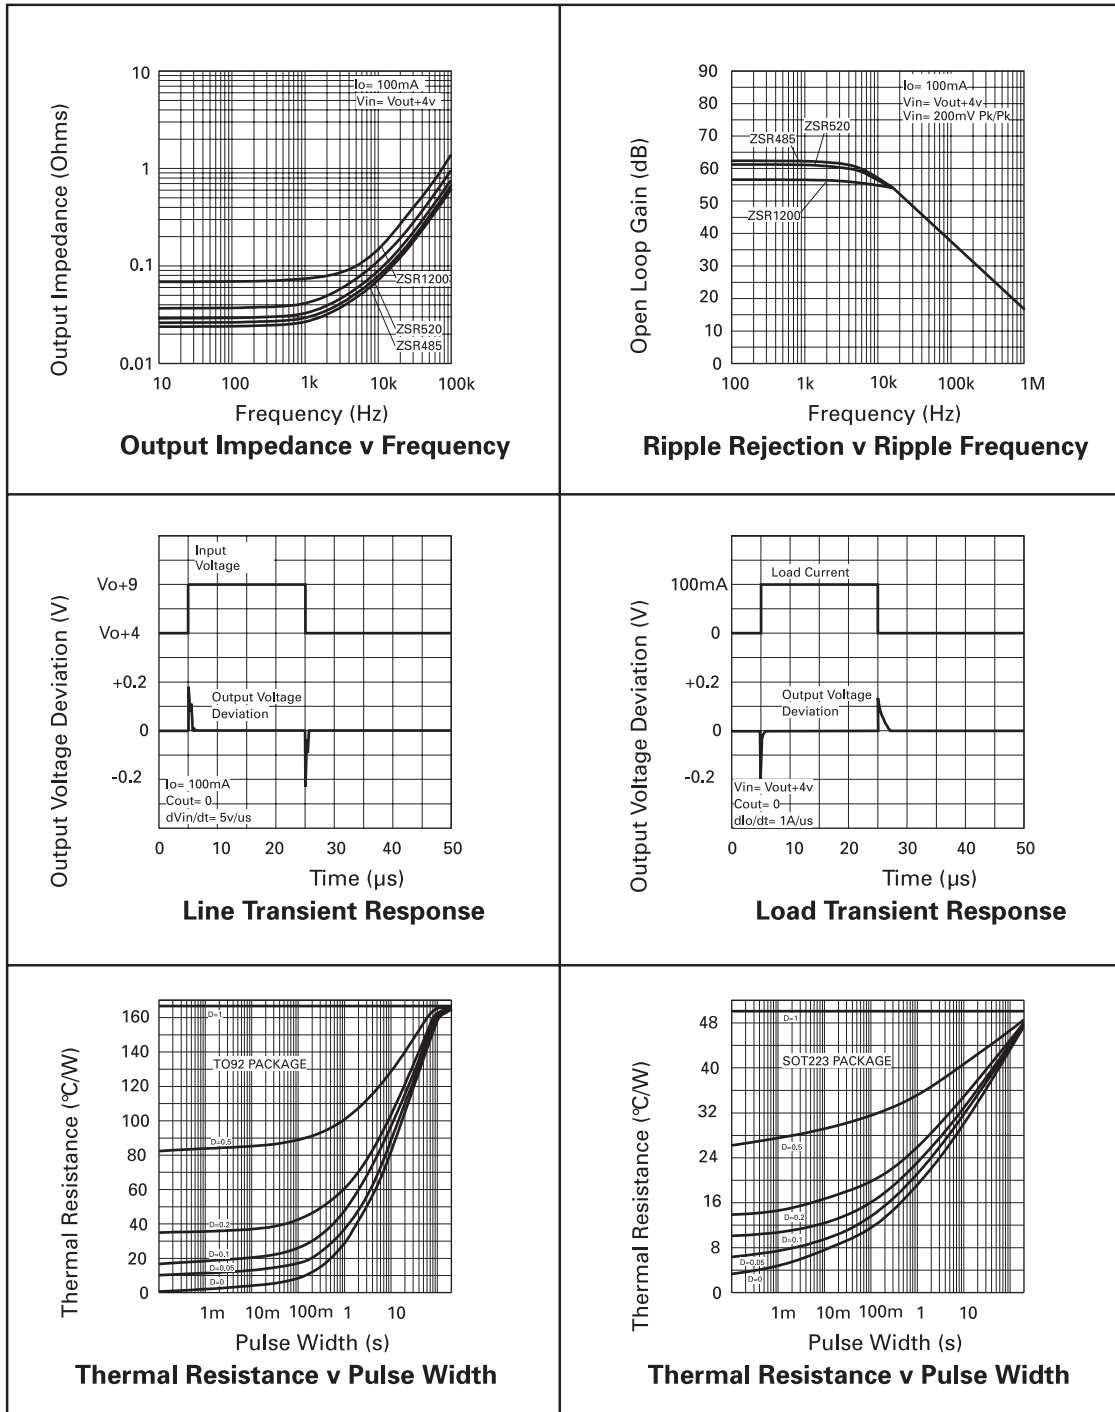 10
1
0.1
0.01
Output Impedance (Ohms)
Io= 100mA
Vin= Vout+4v
ZSR1200
ZSR520
ZSR485
10 100 1k 10k 100k
Frequency (Hz)
Output Impedance v Frequency
90
80
70
60
50
40
30
20
10
0
Open Loop Gain (dB)
Io= 100mA
Vin= Vout+4v
Vin= 200mV Pk/Pk
ZSR520
ZSR485
ZSR1200
100 1k 10k 100k 1M
Frequency (Hz)
Ripple Rejection v Ripple Frequency
Output Voltage Deviation (V)
Input
Voltage
Vo+9
Vo+4
+0.2
0
-0.2
Output Voltage
Deviation
Io= 100mA
Cout= 0
dVin/dt= 5v/us
0 10 20 30 40 50
Time (µs)
Line Transient Response
Output Voltage Deviation (V)
Load Current
100mA
0
+0.2
0
-0.2
Output Voltage
Deviation
Vin= Vout+4v
Cout= 0
dIo/dt= 1A/us
0 10 20 30 40 50
Time (µs)
Load Transient Response
Thermal Resistance (°C/W)
160
140
120
100
80
60
40
20
0
D=1
TO92 PACKAGE
D=0.5
D=0.2
D=0.1
D=0.05
D=0
1m 10m 100m 1 10
Pulse Width (s)
Thermal Resistance v Pulse Width
Thermal Resistance (°C/W)
48
40
32
24
16
8
0
D=1
SOT223 PACKAGE
D=0.5
D=0.2
D=0.1
D=0.05
D=0
1m 10m 100m 1 10
Pulse Width (s)
Thermal Resistance v Pulse Width